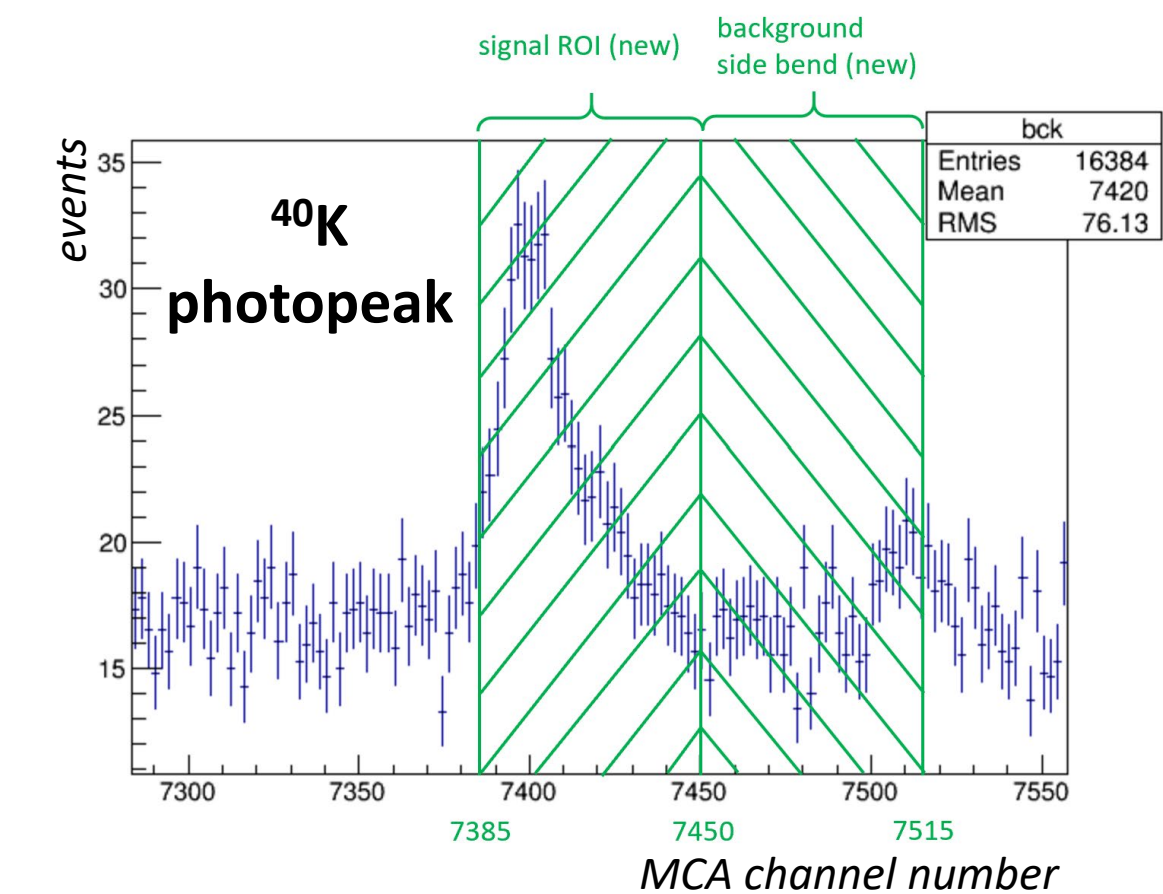 signal ROI (new)
background
side bend (new)
bck
Entries 16384
Mean 7420
RMS 76.13
events
35
30
25
20
15
⁴⁰K
photopeak
7300 7350 7400 7450 7500 7550
7385 7450 7515
MCA channel number